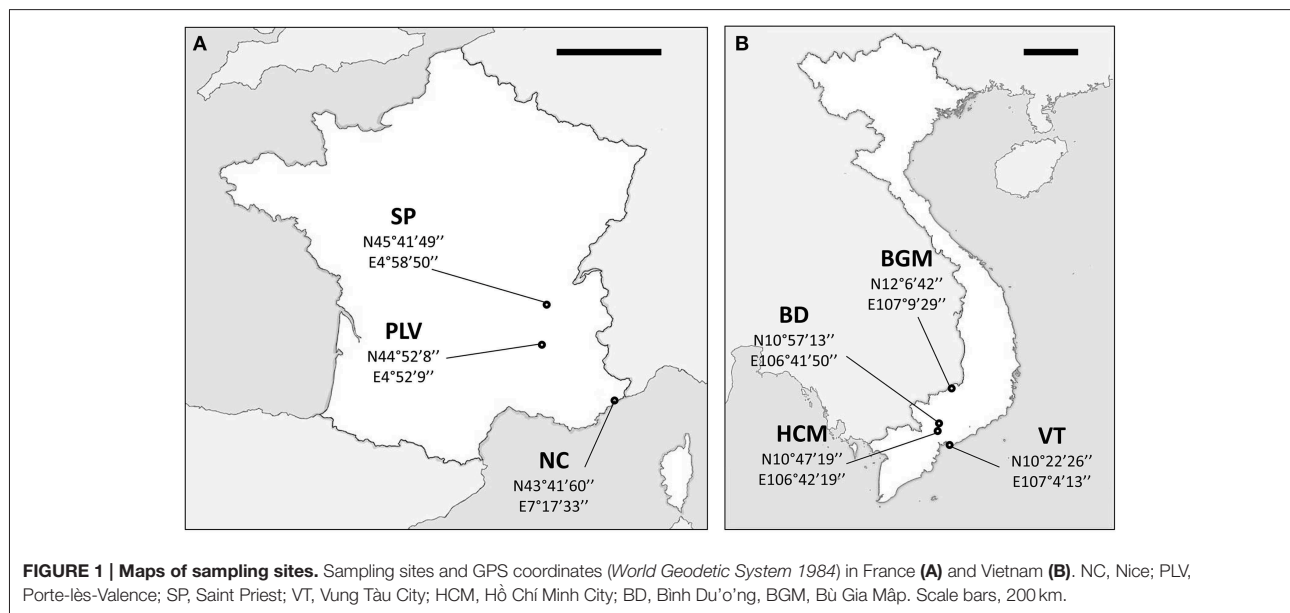 A
SP
N45°41'49''
E4°58'50''
PLV
N44°52'8''
E4°52'9''
NC
N43°41'60''
E7°17'33''
B
BGM
N12°6'42''
E107°9'29''
BD
N10°57'13''
E106°41'50''
HCM
N10°47'19''
E106°42'19''
VT
N10°22'26''
E107°4'13''
FIGURE 1 | Maps of sampling sites. Sampling sites and GPS coordinates (World Geodetic System 1984) in France (A) and Vietnam (B). NC, Nice; PLV,
Porte-lès-Valence; SP, Saint Priest; VT, Vung Tàu City; HCM, Hồ Chí Minh City; BD, Bình Du'o'ng, BGM, Bù Gia Mâp. Scale bars, 200 km.